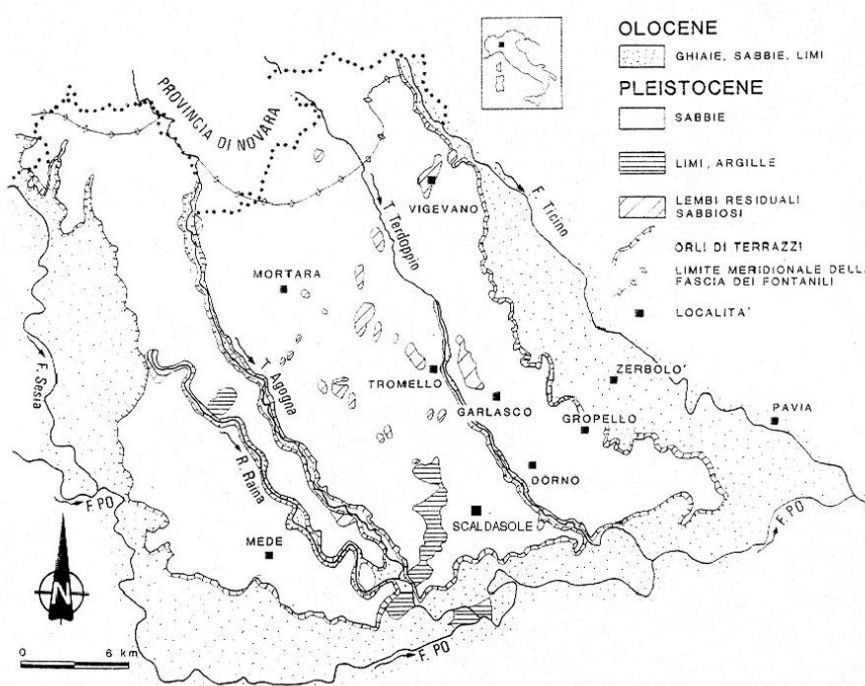 OLOCENE
GHIAIE, SABBIE, LIMI
PLEISTOCENE
SABBIE
LIMI, ARGILLE
LEMBI RESIDUALI
SABBIOSI
ORLI DI TERRAZZI
LIMITE MERIDIONALE DELLA
FASCIA DEI FONTANILI
LOCALITA'
PROVINCIA DI NOVARA
VIGEVANO
F. Ticino
T. Terdoppio
MORTARA
F. Sesia
T. Agogna
TROMELLO
ZERBOLO'
GARLASCO
GROPELLO
PAVIA
R. Raina
DORNO
F. PO
SCALDASOLE
F. PO
MEDE
N
0 6 km
F. PO